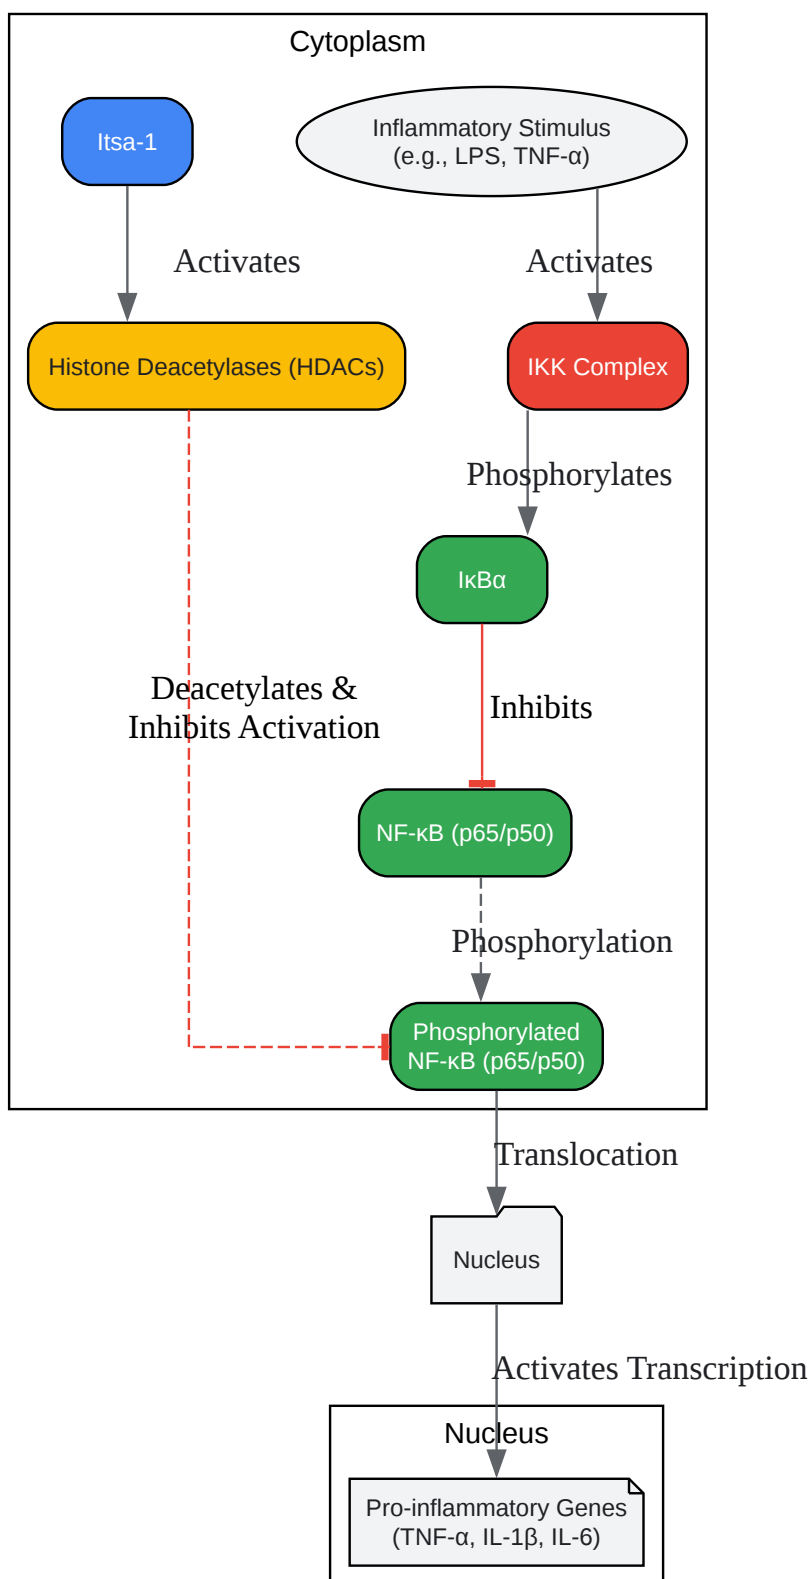 Cytoplasm
Itsa-1
Inflammatory Stimulus
(e.g., LPS, TNF-α)
Activates
Activates
Histone Deacetylases (HDACs)
IKK Complex
Phosphorylates
IκBα
Deacetylates &
Inhibits Activation
Inhibits
NF-κB (p65/p50)
Phosphorylation
Phosphorylated
NF-κB (p65/p50)
Translocation
Nucleus
Activates Transcription
Nucleus
Pro-inflammatory Genes
(TNF-α, IL-1β, IL-6)